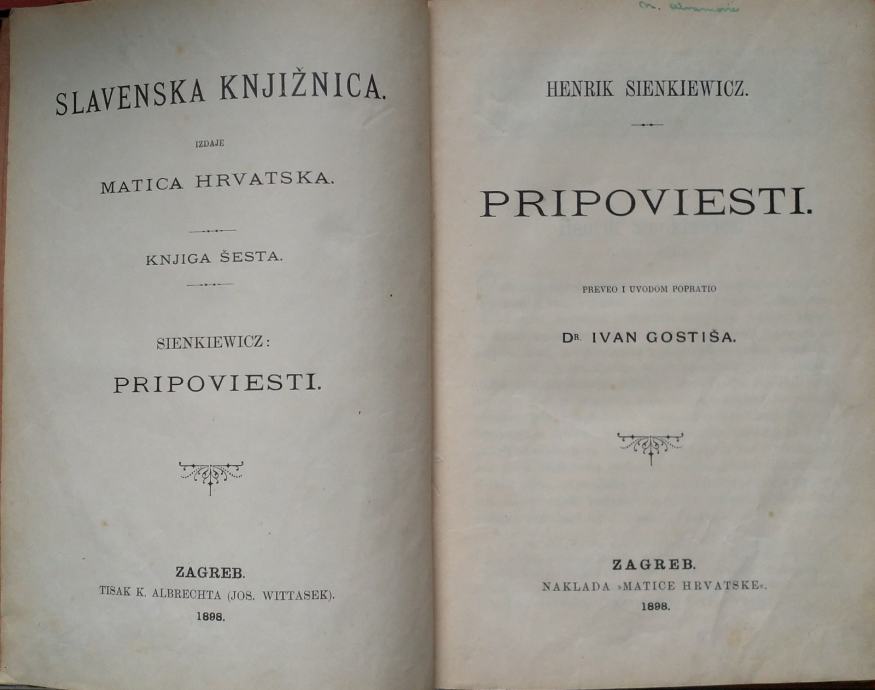 SLAVENSKA KNJIŽNICA.
IZDAJE
MATICA HRVATSKA.
KNJIGA ŠESTA.
SIENKIEWICZ:
PRIPOVIESTI.
ZAGREB.
TISAK K. ALBRECHTA (JOS. WITTASEK).
1898.
HENRIK SIENKIEWICZ.
PRIPOVIESTI.
PREVEO I UVODOM POPRATIO
DR. IVAN GOSTIŠA.
ZAGREB.
NAKLADA »MATICE HRVATSKE«.
1898.